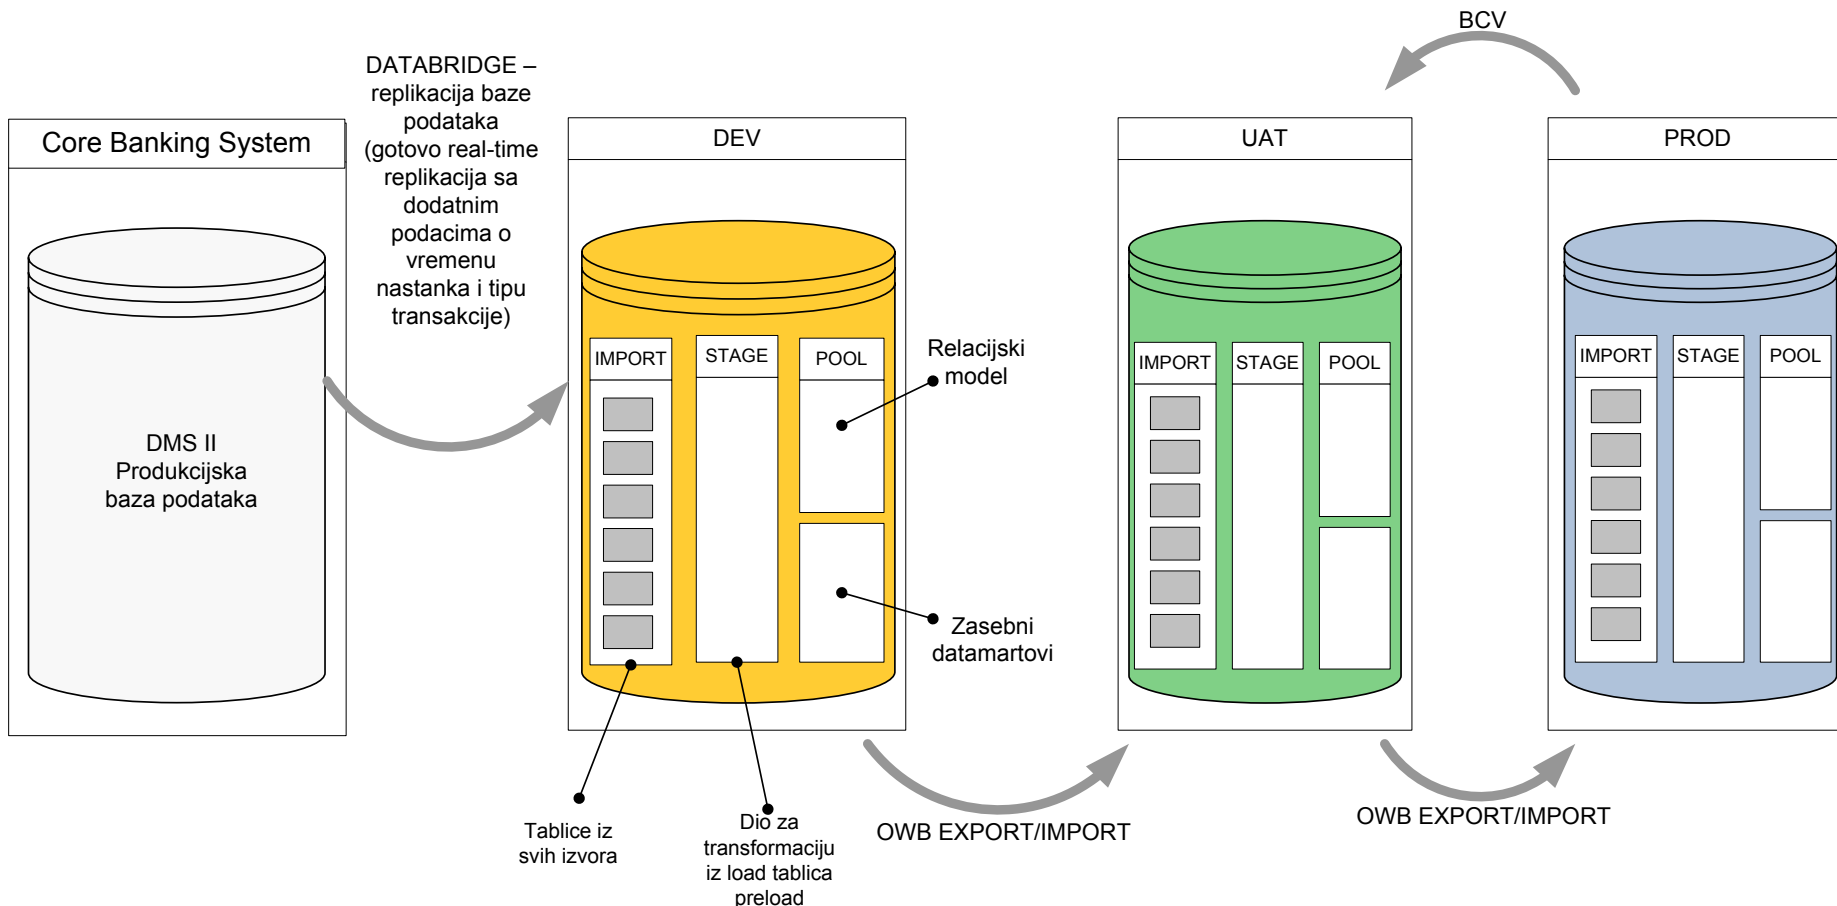 BCV
DATABRIDGE –
replikacija baze
podataka
(gotovo real-time
replikacija sa
dodatnim
podacima o
vremenu
nastanka i tipu
transakcije)
Core Banking System
DEV
UAT
PROD
DMS II
Produkcijska
baza podataka
IMPORT
STAGE
POOL
Relacijski
model
Zasebni
datamartovi
IMPORT
STAGE
POOL
IMPORT
STAGE
POOL
Tablice iz
svih izvora
Dio za
transformaciju
iz load tablica
preload
OWB EXPORT/IMPORT
OWB EXPORT/IMPORT